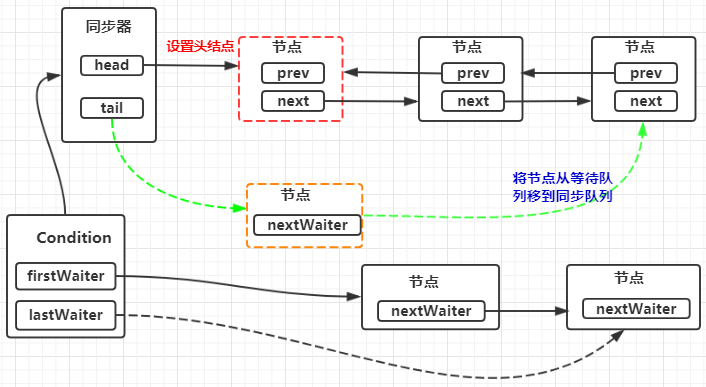 同步器
head
tail
设置头结点
节点
prev
next
节点
prev
next
节点
prev
next
节点
nextWaiter
将节点从等待队
列移到同步队列
Condition
firstWaiter
lastWaiter
节点
nextWaiter
节点
nextWaiter